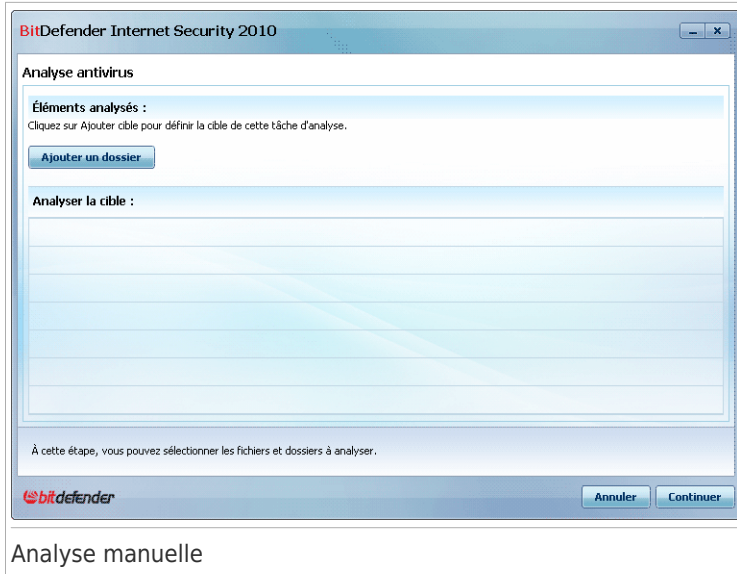 BitDefender Internet Security 2010
Analyse antivirus
Éléments analysés :
Cliquez sur Ajouter cible pour définir la cible de cette tâche d'analyse.
Ajouter un dossier
Analyser la cible :
À cette étape, vous pouvez sélectionner les fichiers et dossiers à analyser.
bitdefender
Annuler Continuer
Analyse manuelle